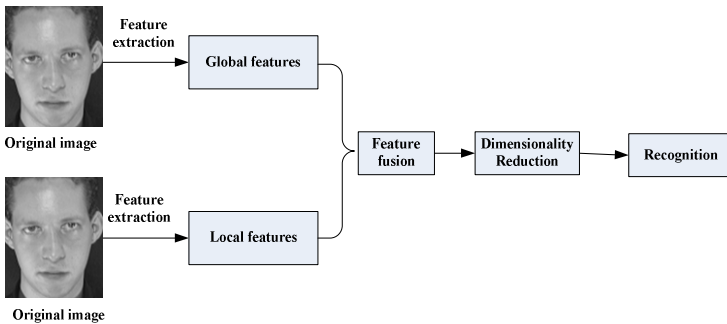 Feature
extraction
Global features
Original image
Feature
fusion
Dimensionality
Reduction
Recognition
Feature
extraction
Local features
Original image